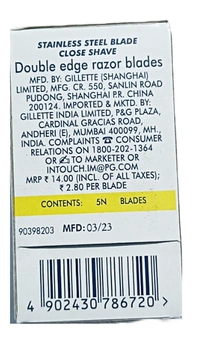 STAINLESS STEEL BLADE
CLOSE SHAVE
Double edge razor blades
MFD. BY: GILLETTE (SHANGHAI)
LIMITED, MFG. CR. 550, SANLIN ROAD
PUDONG, SHANGHAI P.R. CHINA
200124. IMPORTED & MKTD. BY:
GILLETTE INDIA LIMITED, P&G PLAZA,
CARDINAL GRACIAS ROAD,
ANDHERI (E), MUMBAI 400099, MH.,
INDIA. COMPLAINTS ☎ CONSUMER
RELATIONS ON 1800-202-1364
OR ✍ TO MARKETER OR
INTOUCH.IM@PG.COM
MRP ₹ 14.00 (INCL. OF ALL TAXES);
₹ 2.80 PER BLADE
CONTENTS: 5N BLADES
90398203 MFD: 03/23
4 902430 786720 >